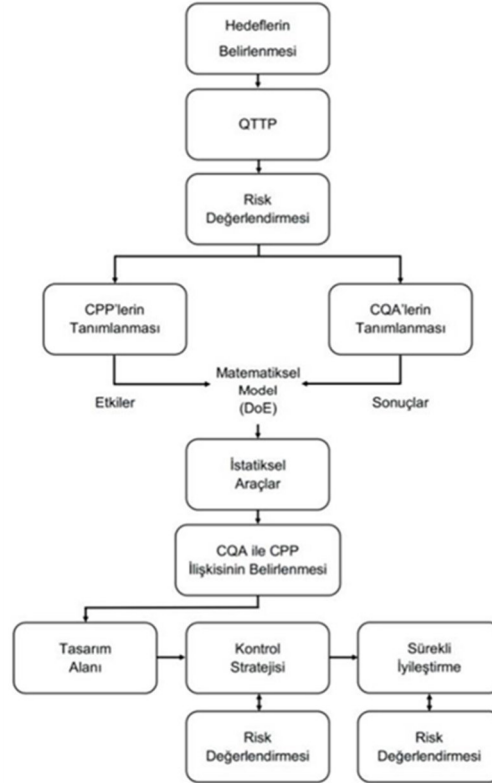 Hedeflerin
Belirlenmesi
QTTP
Risk
Değerlendirmesi
CPP'lerin
Tanımlanması
CQA'lerin
Tanımlanması
Etkiler
Matematiksel
Model
(DoE)
Sonuçlar
İstatiksel
Araçlar
CQA ile CPP
İlişkisinin Belirlenmesi
Tasarım
Alanı
Kontrol
Stratejisi
Sürekli
İyileştirme
Risk
Değerlendirmesi
Risk
Değerlendirmesi